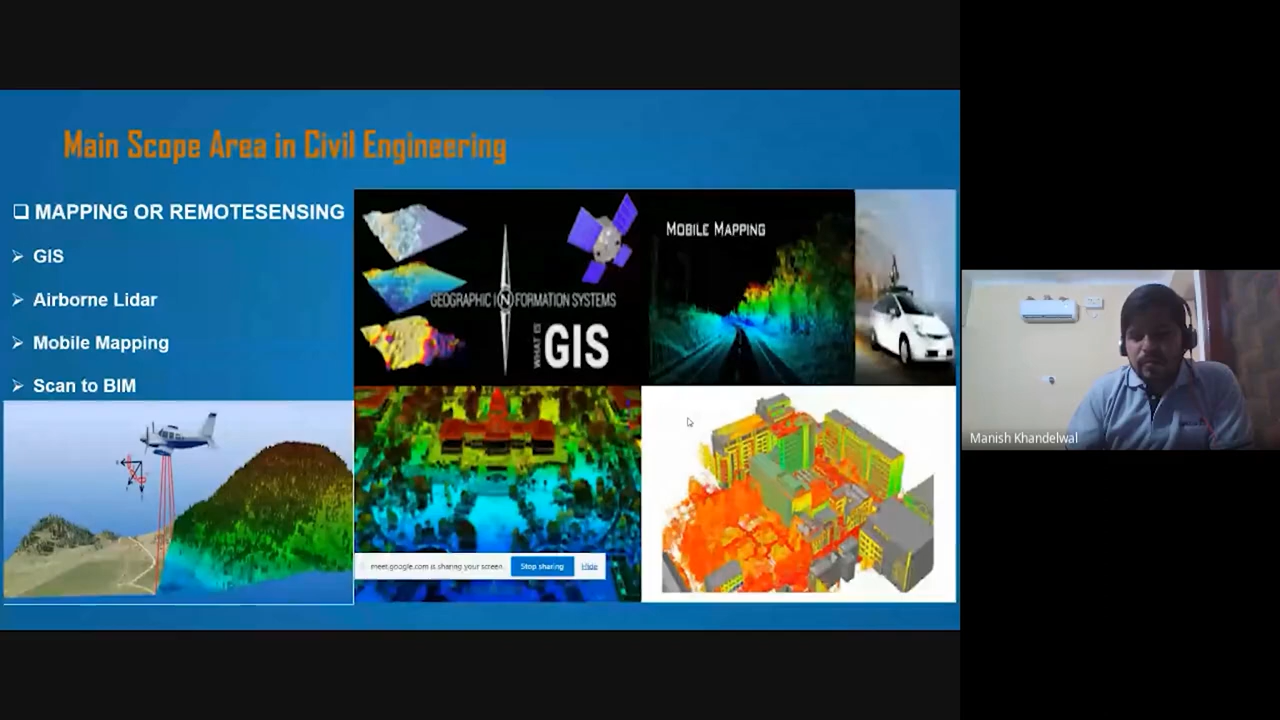 Main Scope Area in Civil Engineering
❑ MAPPING OR REMOTESENSING
➢ GIS
➢ Airborne Lidar
➢ Mobile Mapping
➢ Scan to BIM
GEOGRAPHIC INFORMATION SYSTEMS
WHAT IS GIS
MOBILE MAPPING
meet.google.com is sharing your screen.
Stop sharing
Hide
Manish Khandelwal